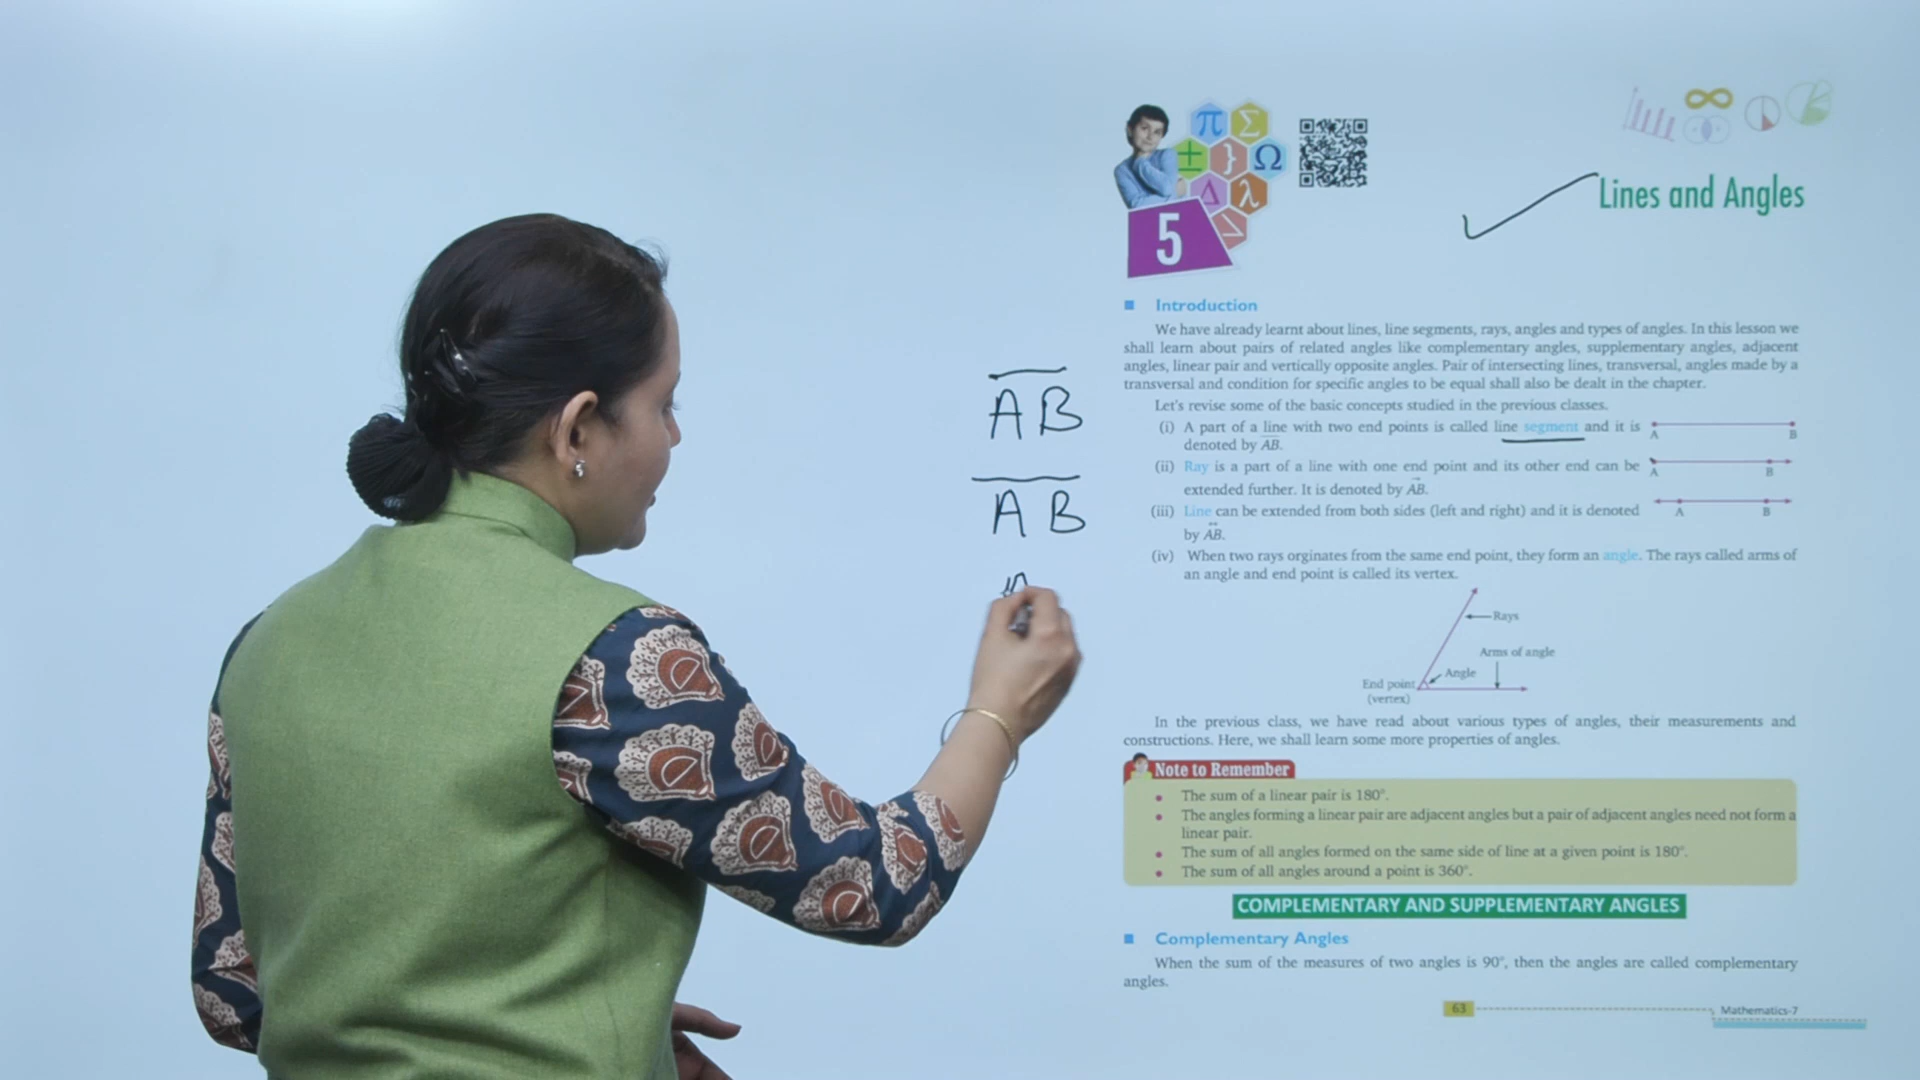 π Σ
± } Ω
Δ λ
5
Lines and Angles
Introduction
We have already learnt about lines, line segments, rays, angles and types of angles. In this lesson we
shall learn about pairs of related angles like complementary angles, supplementary angles, adjacent
angles, linear pair and vertically opposite angles. Pair of intersecting lines, transversal, angles made by a
transversal and condition for specific angles to be equal shall also be dealt in the chapter.
Let's revise some of the basic concepts studied in the previous classes.
(i) A part of a line with two end points is called line segment and it is
denoted by A̅B̅.
A B
(ii) Ray is a part of a line with one end point and its other end can be
extended further. It is denoted by AB⃗.
A B
(iii) Line can be extended from both sides (left and right) and it is denoted
by AB⃡.
A B
(iv) When two rays orginates from the same end point, they form an angle. The rays called arms of
an angle and end point is called its vertex.
Rays
Arms of angle
Angle
End point
(vertex)
In the previous class, we have read about various types of angles, their measurements and
constructions. Here, we shall learn some more properties of angles.
Note to Remember
• The sum of a linear pair is 180°.
• The angles forming a linear pair are adjacent angles but a pair of adjacent angles need not form a
linear pair.
• The sum of all angles formed on the same side of line at a given point is 180°.
• The sum of all angles around a point is 360°.
COMPLEMENTARY AND SUPPLEMENTARY ANGLES
Complementary Angles
When the sum of the measures of two angles is 90°, then the angles are called complementary
angles.
63
Mathematics-7
A̅B̅
A̅B̅